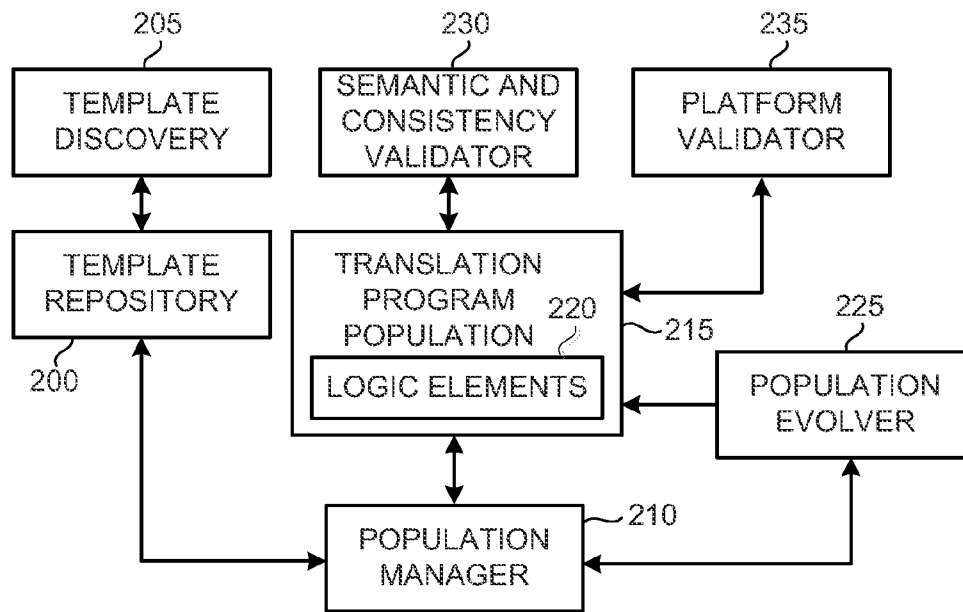 205
230
235
TEMPLATE
DISCOVERY
SEMANTIC AND
CONSISTENCY
VALIDATOR
PLATFORM
VALIDATOR
TEMPLATE
REPOSITORY
200
TRANSLATION
PROGRAM
POPULATION
220
215
LOGIC ELEMENTS
225
POPULATION
EVOLVER
210
POPULATION
MANAGER